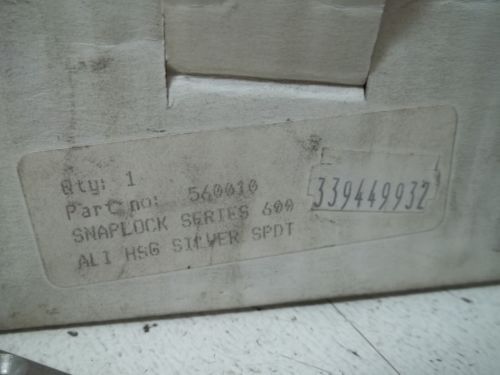 Qty: 1
Part no: 560010
339449932
SNAPLOCK SERIES 600
ALI HSG SILVER SPDT